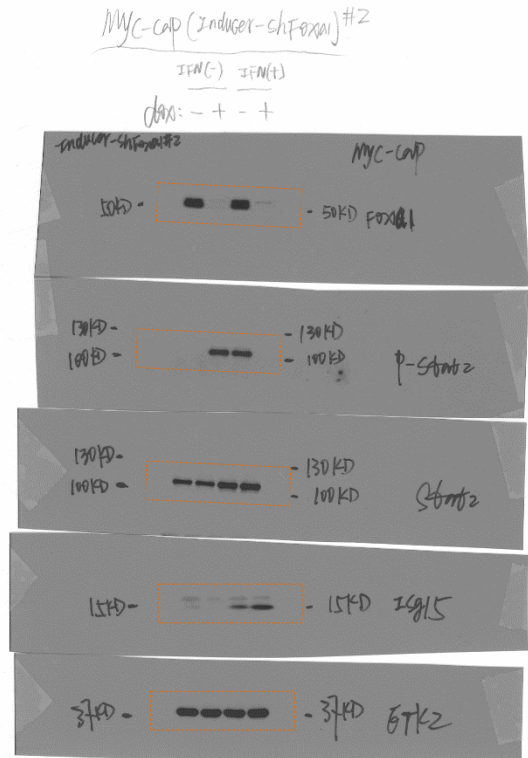 Myc-cap (Inducer-shFoxa1) #2
IFN(-) IFN(+)
dox: - + - +
Inducer-shFoxa1#2 Myc-cap
50KD - - 50KD FOXA1
130KD - - 130KD
100KD - - 100KD P-Stat2
130KD - - 130KD
100KD - - 100KD Stat2
15KD - - 15KD ISg15
37KD - - 37KD